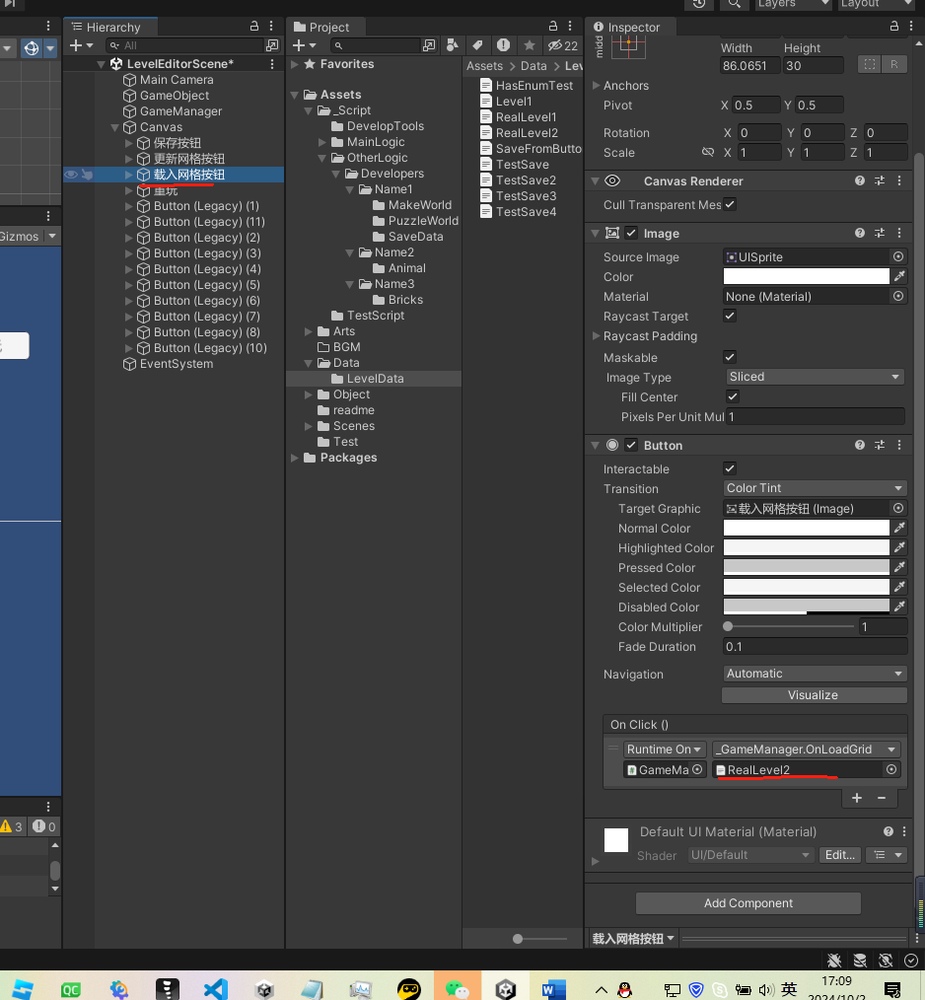 Layers
Layout
Hierarchy
All
LevelEditorScene*
Main Camera
GameObject
GameManager
Canvas
保存按钮
更新网格按钮
载入网格按钮
重玩
Button (Legacy) (1)
Button (Legacy) (11)
Button (Legacy) (2)
Button (Legacy) (3)
Button (Legacy) (4)
Button (Legacy) (5)
Button (Legacy) (6)
Button (Legacy) (7)
Button (Legacy) (8)
Button (Legacy) (10)
EventSystem
Gizmos
3
0
Project
22
Favorites
Assets
_Script
DevelopTools
MainLogic
OtherLogic
Developers
Name1
MakeWorld
PuzzleWorld
SaveData
Name2
Animal
Name3
Bricks
TestScript
Arts
BGM
Data
LevelData
Object
readme
Scenes
Test
Packages
Assets > Data > Lev
HasEnumTest
Level1
RealLevel1
RealLevel2
SaveFromButto
TestSave
TestSave2
TestSave3
TestSave4
Inspector
midd
Width Height
86.0651 30
R
Anchors
Pivot X 0.5 Y 0.5
Rotation X 0 Y 0 Z 0
Scale X 1 Y 1 Z 1
Canvas Renderer
Cull Transparent Mes
Image
Source Image UISprite
Color
Material None (Material)
Raycast Target
Raycast Padding
Maskable
Image Type Sliced
Fill Center
Pixels Per Unit Mul 1
Button
Interactable
Transition Color Tint
Target Graphic 载入网格按钮 (Image)
Normal Color
Highlighted Color
Pressed Color
Selected Color
Disabled Color
Color Multiplier 1
Fade Duration 0.1
Navigation Automatic
Visualize
On Click ()
Runtime On _GameManager.OnLoadGrid
GameMa RealLevel2
Default UI Material (Material)
Shader UI/Default Edit...
Add Component
载入网格按钮
QC
英
17:09
2024/10/2